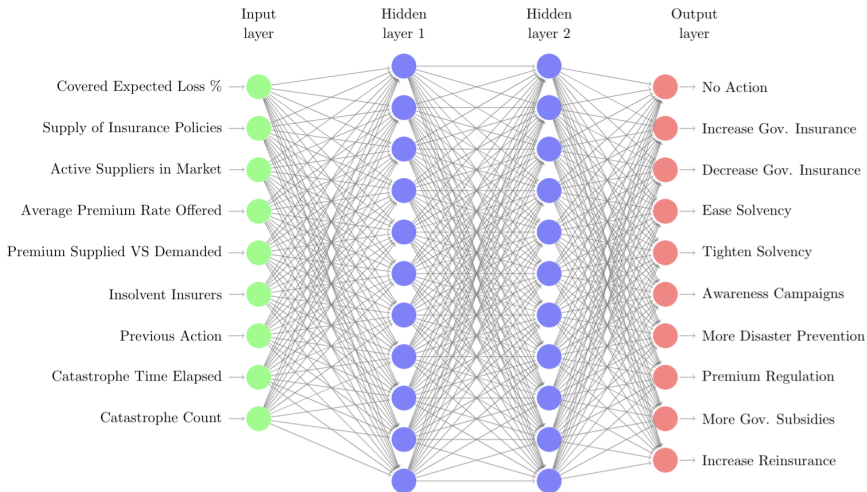 Input
layer
Hidden
layer 1
Hidden
layer 2
Output
layer
Covered Expected Loss %
Supply of Insurance Policies
Active Suppliers in Market
Average Premium Rate Offered
Premium Supplied VS Demanded
Insolvent Insurers
Previous Action
Catastrophe Time Elapsed
Catastrophe Count
No Action
Increase Gov. Insurance
Decrease Gov. Insurance
Ease Solvency
Tighten Solvency
Awareness Campaigns
More Disaster Prevention
Premium Regulation
More Gov. Subsidies
Increase Reinsurance